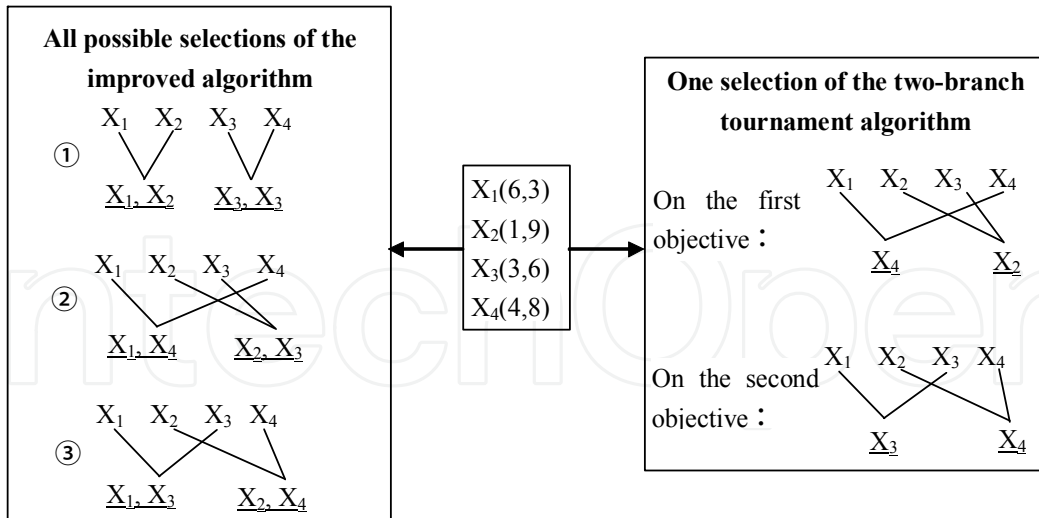 All possible selections of the
improved algorithm
X₁ X₂ X₃ X₄
①
X₁, X₂ X₃, X₃
X₁ X₂ X₃ X₄
②
X₁, X₄ X₂, X₃
X₁ X₂ X₃ X₄
③
X₁, X₃ X₂, X₄
X₁(6,3)
X₂(1,9)
X₃(3,6)
X₄(4,8)
One selection of the two-branch
tournament algorithm
X₁ X₂ X₃ X₄
On the first
objective：
X₄ X₂
X₁ X₂ X₃ X₄
On the second
objective：
X₃ X₄
ntechOper